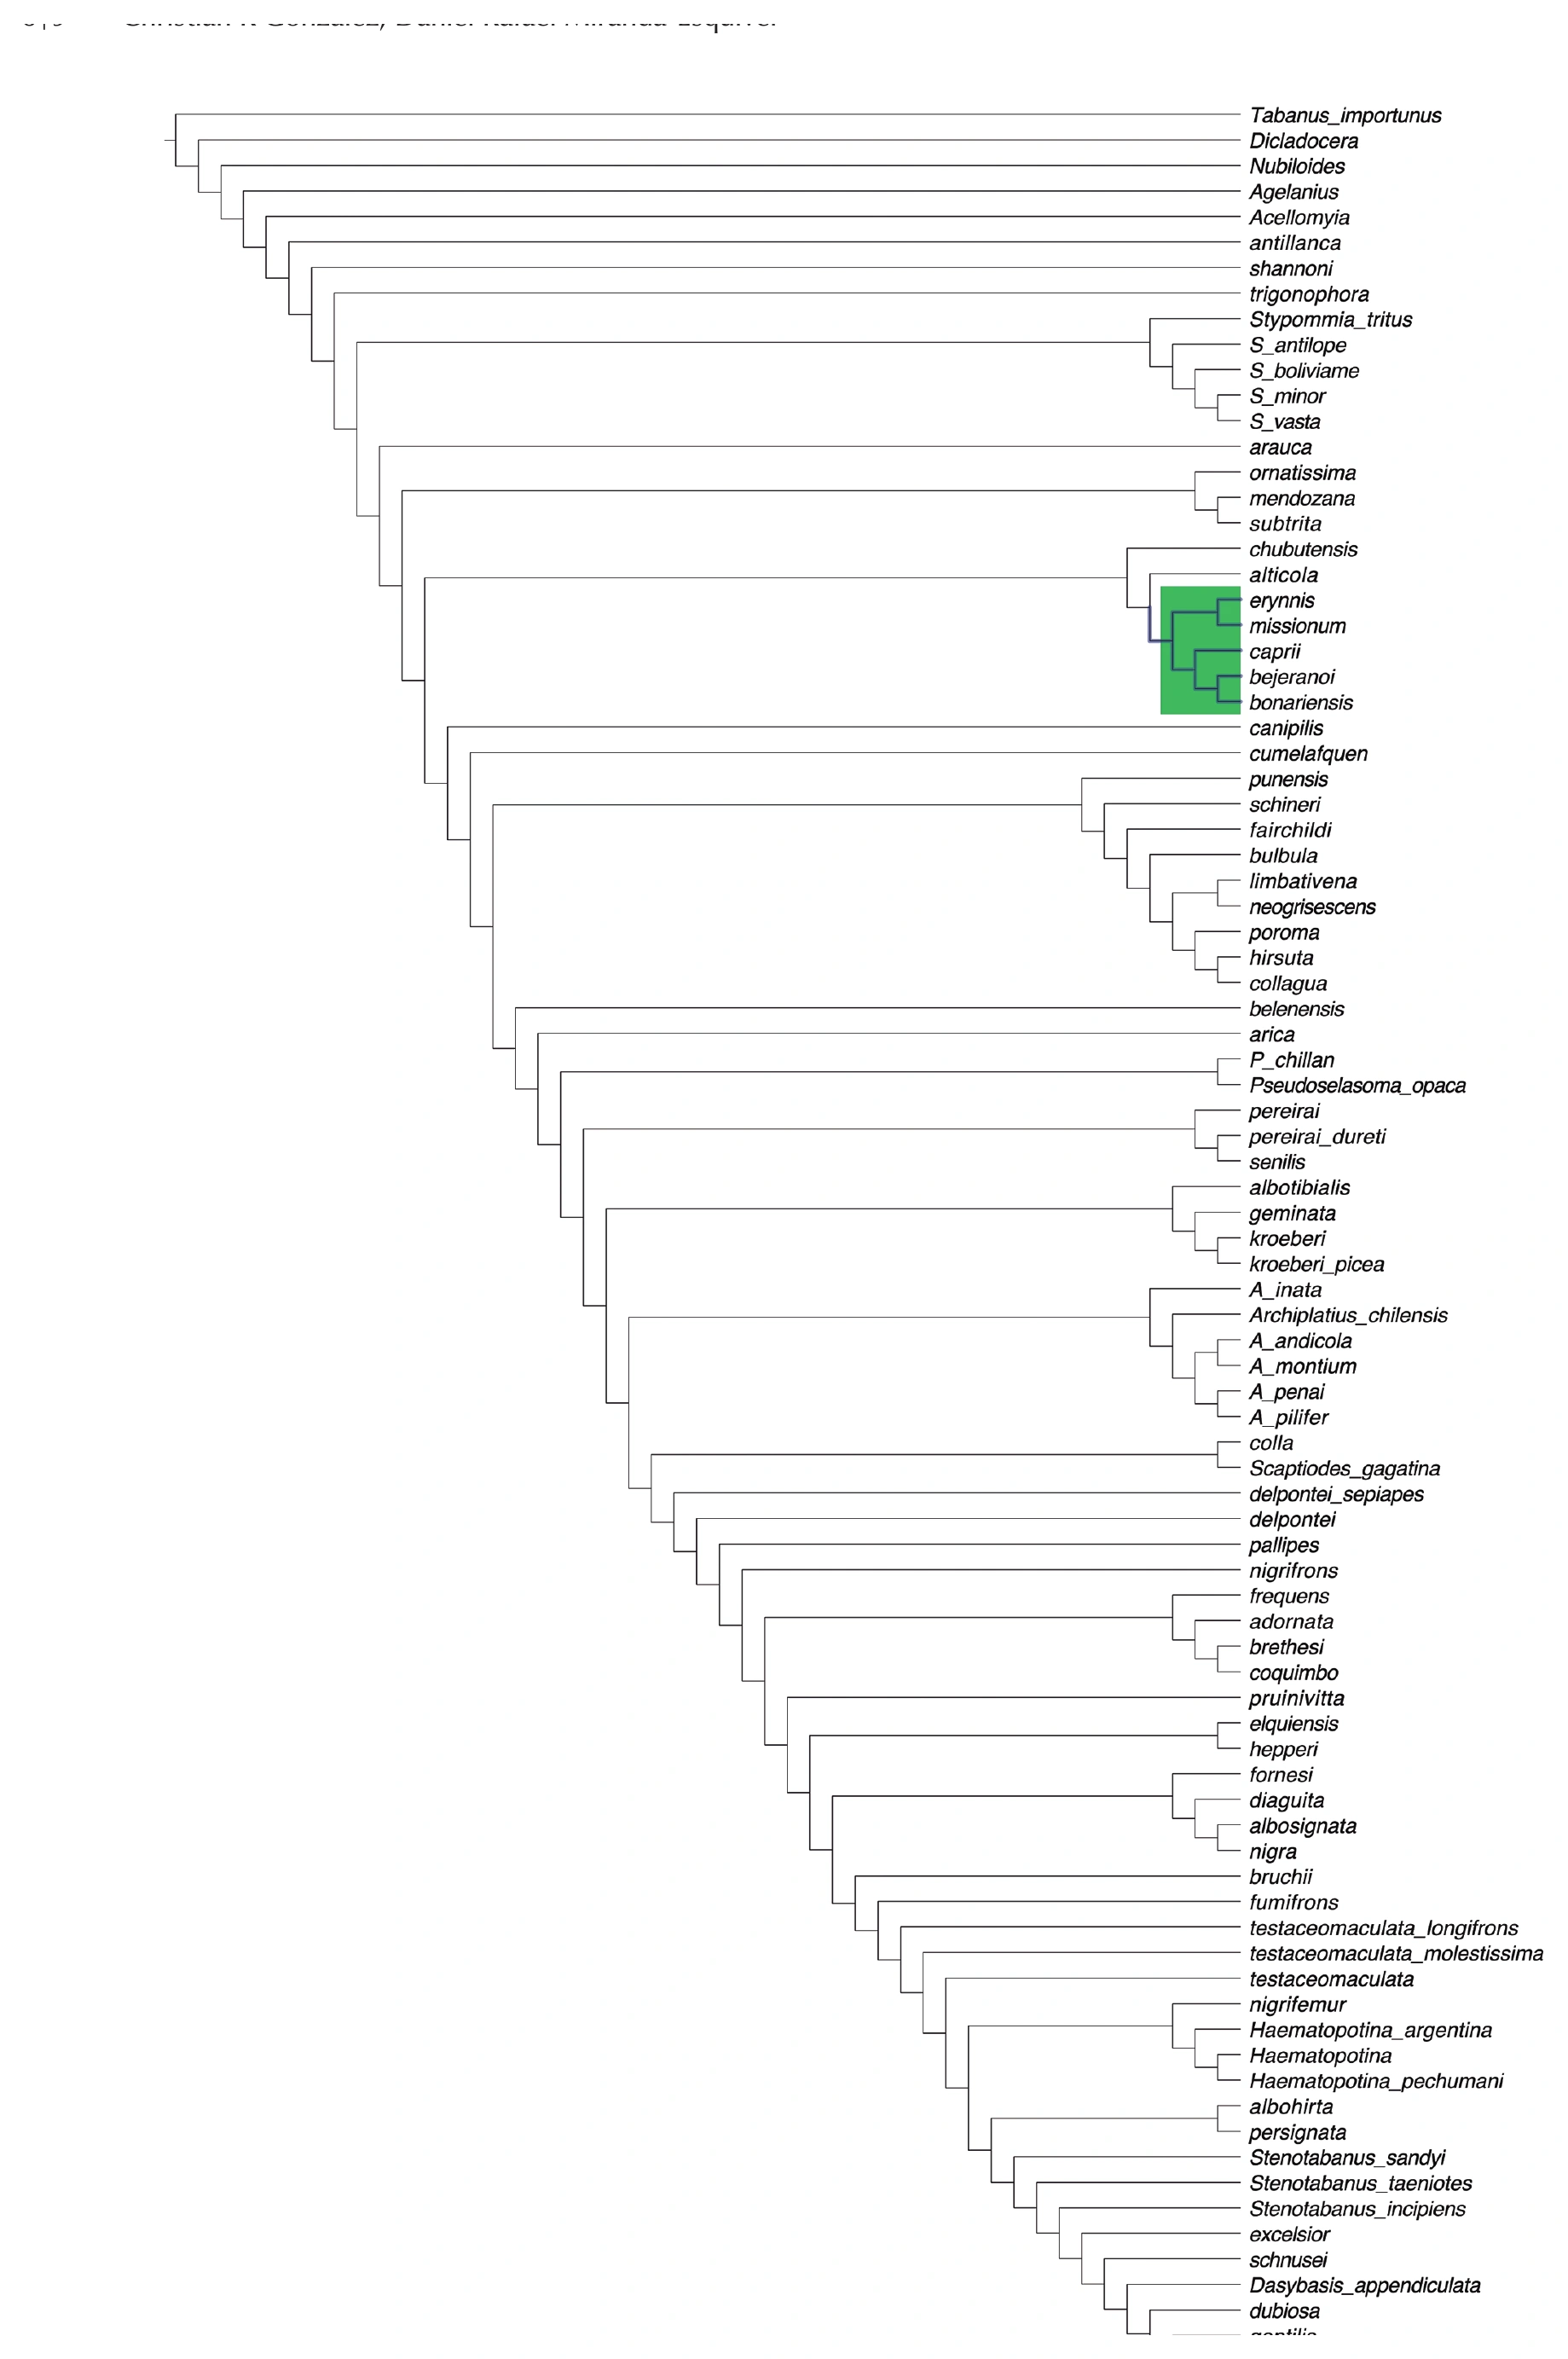 Tabanus_importunus
Dicladocera
Nubiloides
Agelanius
Acellomyia
antillanca
shannoni
trigonophora
Stypommia_tritus
S_antilope
S_boliviame
S_minor
S_vasta
arauca
ornatissima
mendozana
subtrita
chubutensis
alticola
erynnis
missionum
caprii
bejeranoi
bonariensis
canipilis
cumelafquen
punensis
schineri
fairchildi
bulbula
limbativena
neogrisescens
poroma
hirsuta
collagua
belenensis
arica
P_chillan
Pseudoselasoma_opaca
pereirai
pereirai_dureti
senilis
albotibialis
geminata
kroeberi
kroeberi_picea
A_inata
Archiplatius_chilensis
A_andicola
A_montium
A_penai
A_pilifer
colla
Scaptiodes_gagatina
delpontei_sepiapes
delpontei
pallipes
nigrifrons
frequens
adornata
brethesi
coquimbo
pruinivitta
elquiensis
hepperi
fornesi
diaguita
albosignata
nigra
bruchii
fumifrons
testaceomaculata_longifrons
testaceomaculata_molestissima
testaceomaculata
nigrifemur
Haematopotina_argentina
Haematopotina
Haematopotina_pechumani
albohirta
persignata
Stenotabanus_sandyi
Stenotabanus_taeniotes
Stenotabanus_incipiens
excelsior
schnusei
Dasybasis_appendiculata
dubiosa